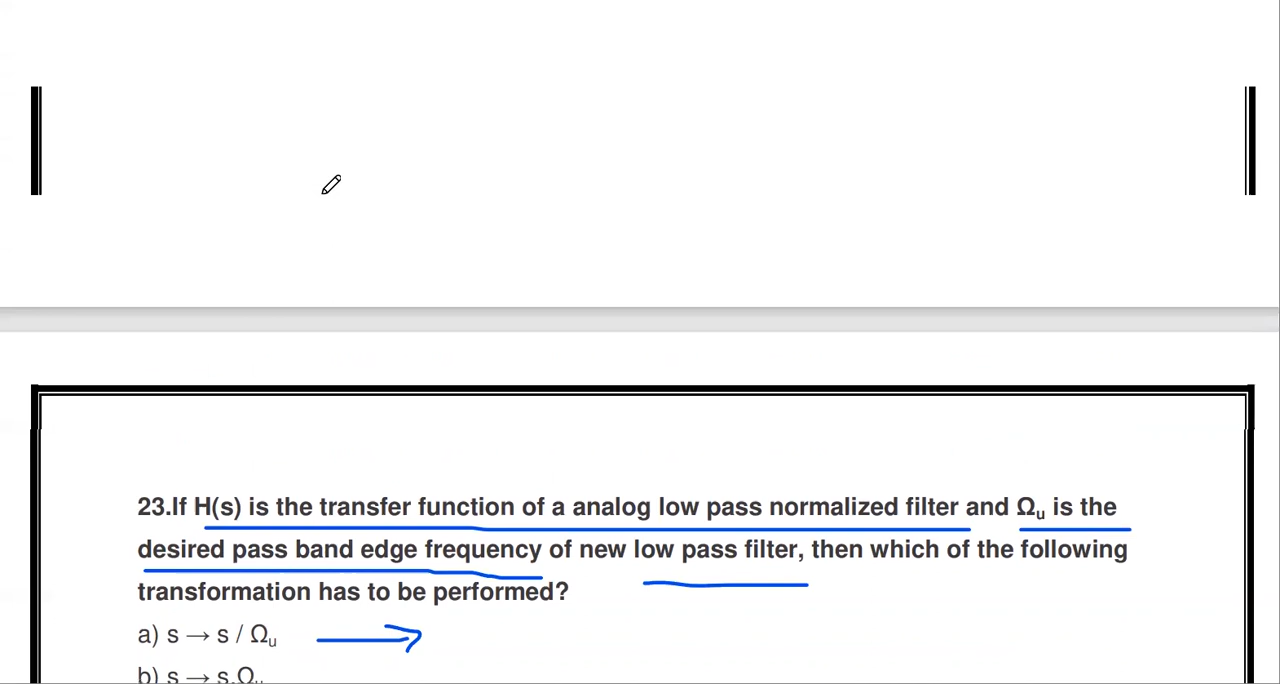 23.If H(s) is the transfer function of a analog low pass normalized filter and Ωu is the
desired pass band edge frequency of new low pass filter, then which of the following
transformation has to be performed?
a) s → s / Ωu
b) s → s.Ωu